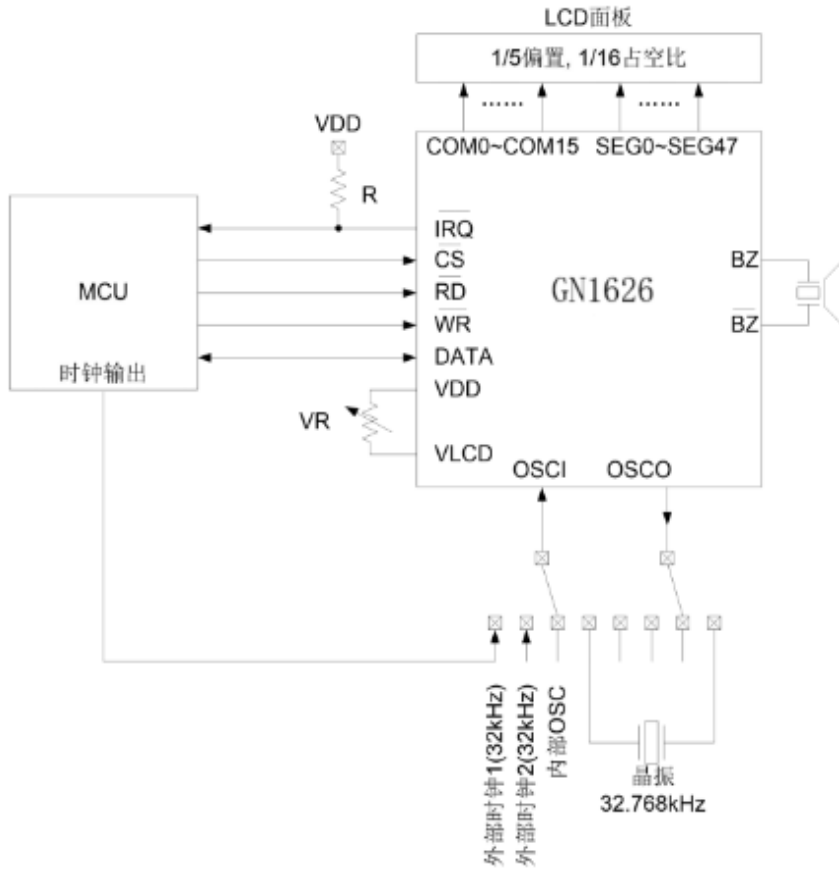 LCD面板
1/5偏置, 1/16占空比
...... ......
VDD
COM0~COM15 SEG0~SEG47
R
IRQ
CS
BZ
MCU
RD
GN1626
WR
BZ
DATA
时钟输出
VDD
VR
VLCD
OSCI OSCO
外部时钟1(32kHz)
外部时钟2(32kHz)
内部OSC
晶振
32.768kHz